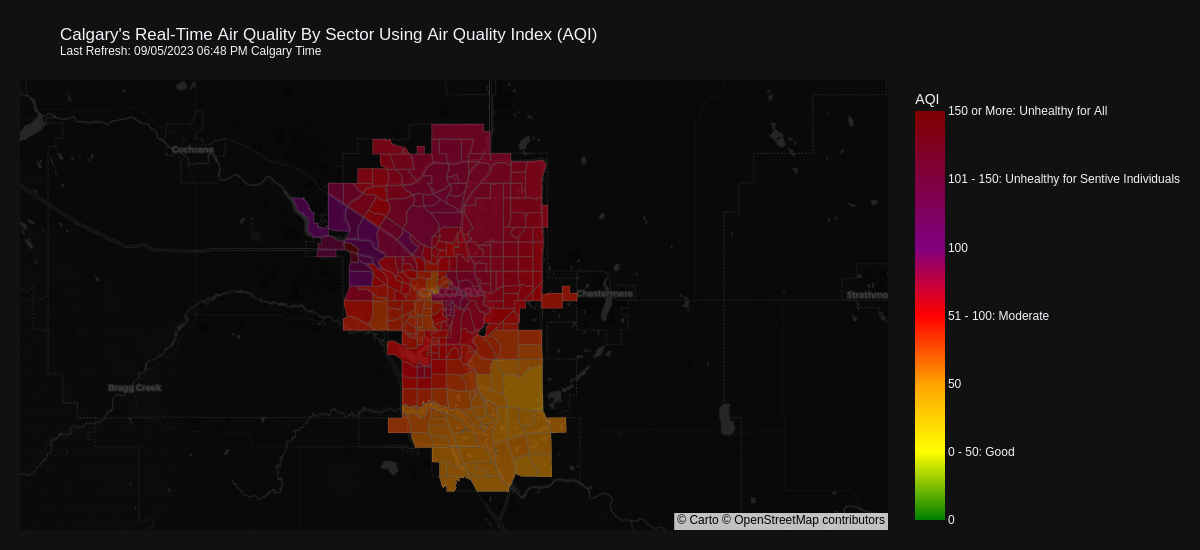 Calgary's Real-Time Air Quality By Sector Using Air Quality Index (AQI)
Last Refresh: 09/05/2023 06:48 PM Calgary Time
AQI
150 or More: Unhealthy for All
Cochrane
101 - 150: Unhealthy for Sentive Individuals
100
CALGARY
Chestermere
Strathmo
51 - 100: Moderate
Bragg Creek
50
0 - 50: Good
0
© Carto © OpenStreetMap contributors